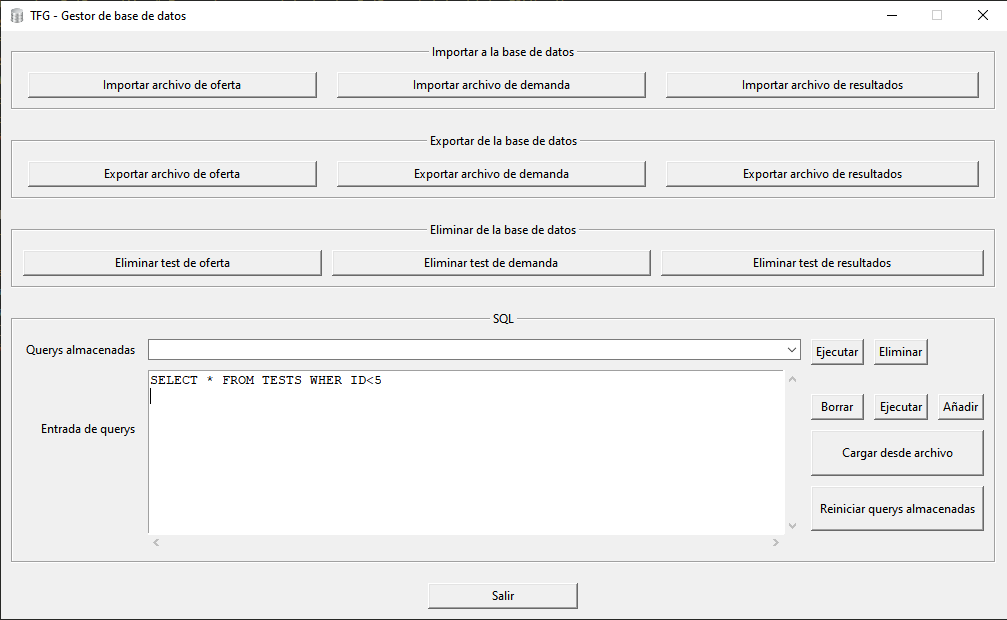 TFG - Gestor de base de datos
Importar a la base de datos
Importar archivo de oferta
Importar archivo de demanda
Importar archivo de resultados
Exportar de la base de datos
Exportar archivo de oferta
Exportar archivo de demanda
Exportar archivo de resultados
Eliminar de la base de datos
Eliminar test de oferta
Eliminar test de demanda
Eliminar test de resultados
SQL
Querys almacenadas
Ejecutar
Eliminar
SELECT * FROM TESTS WHER ID<5
Entrada de querys
Borrar
Ejecutar
Añadir
Cargar desde archivo
Reiniciar querys almacenadas
Salir